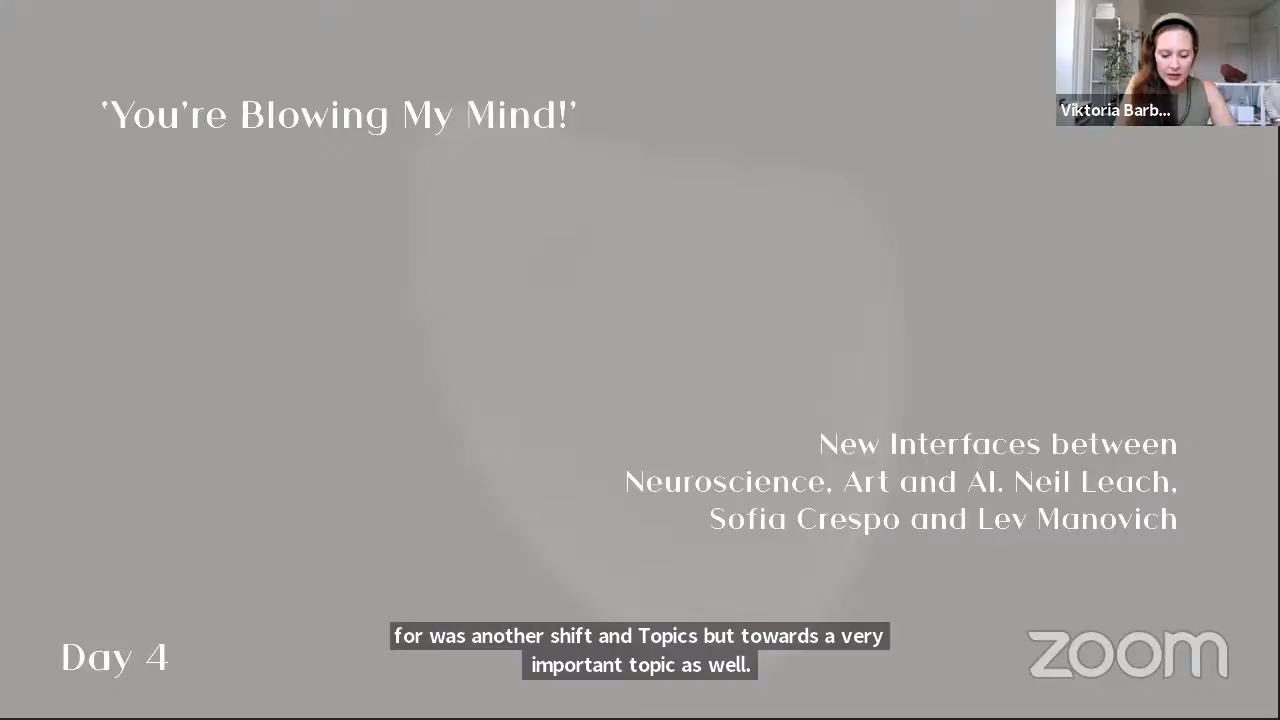 ‘You’re Blowing My Mind!’
Viktoria Barb...
New Interfaces between
Neuroscience, Art and AI. Neil Leach,
Sofia Crespo and Lev Manovich
for was another shift and Topics but towards a very
important topic as well.
Day 4
zoom